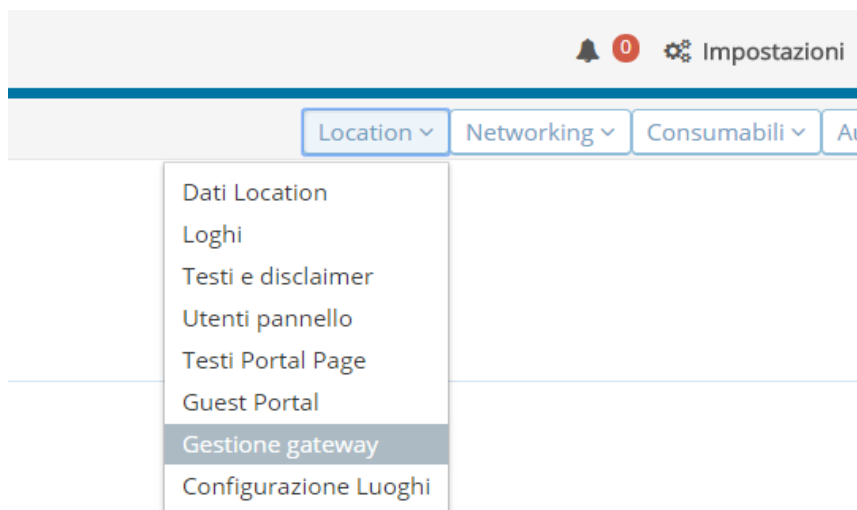 0 Impostazioni
Location Networking Consumabili
Dati Location
Loghi
Testi e disclaimer
Utenti pannello
Testi Portal Page
Guest Portal
Gestione gateway
Configurazione Luoghi